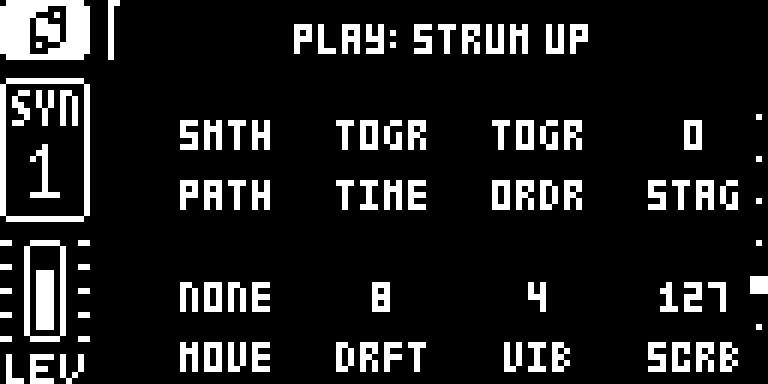 PLAY: STRUM UP
SYN
1
SMTH TOGR TOGR 0
PATH TIME ORDR STAG
NONE 8 4 127
MOVE DRFT VIB SCRB
LEV